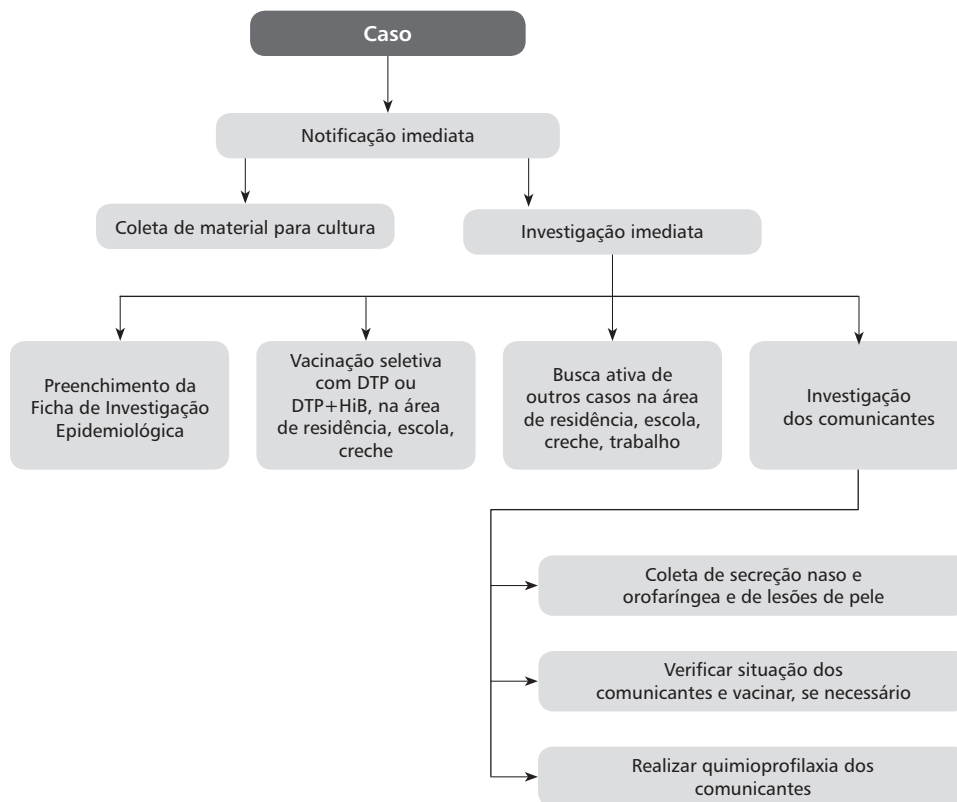 Caso
Notificação imediata
Coleta de material para cultura
Investigação imediata
Preenchimento da
Ficha de Investigação
Epidemiológica
Vacinação seletiva
com DTP ou
DTP+HiB, na área
de residência, escola,
creche
Busca ativa de
outros casos na área
de residência, escola,
creche, trabalho
Investigação
dos comunicantes
Coleta de secreção naso e
orofaríngea e de lesões de pele
Verificar situação dos
comunicantes e vacinar, se necessário
Realizar quimioprofilaxia dos
comunicantes